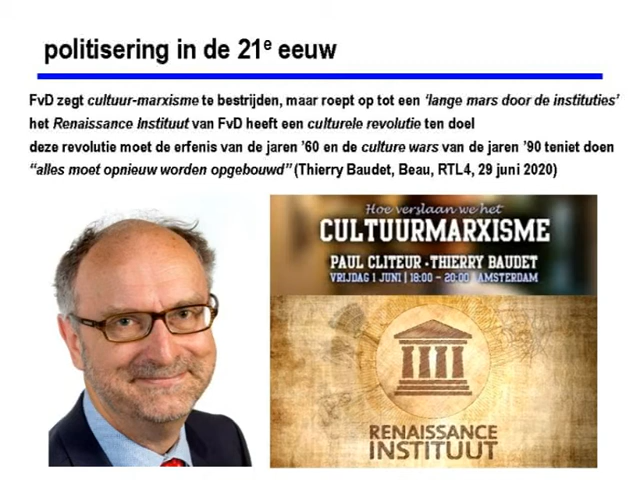 politisering in de 21e eeuw
FvD zegt cultuur-marxisme te bestrijden, maar roept op tot een ‘lange mars door de instituties’
het Renaissance Instituut van FvD heeft een culturele revolutie ten doel
deze revolutie moet de erfenis van de jaren ’60 en de culture wars van de jaren ’90 teniet doen
“alles moet opnieuw worden opgebouwd” (Thierry Baudet, Beau, RTL4, 29 juni 2020)
Hoe verslaan we het
CULTUURMARXISME
PAUL CLITEUR - THIERRY BAUDET
VRIJDAG 1 JUNI | 18:00 - 20:00 | AMSTERDAM
RENAISSANCE
INSTITUUT